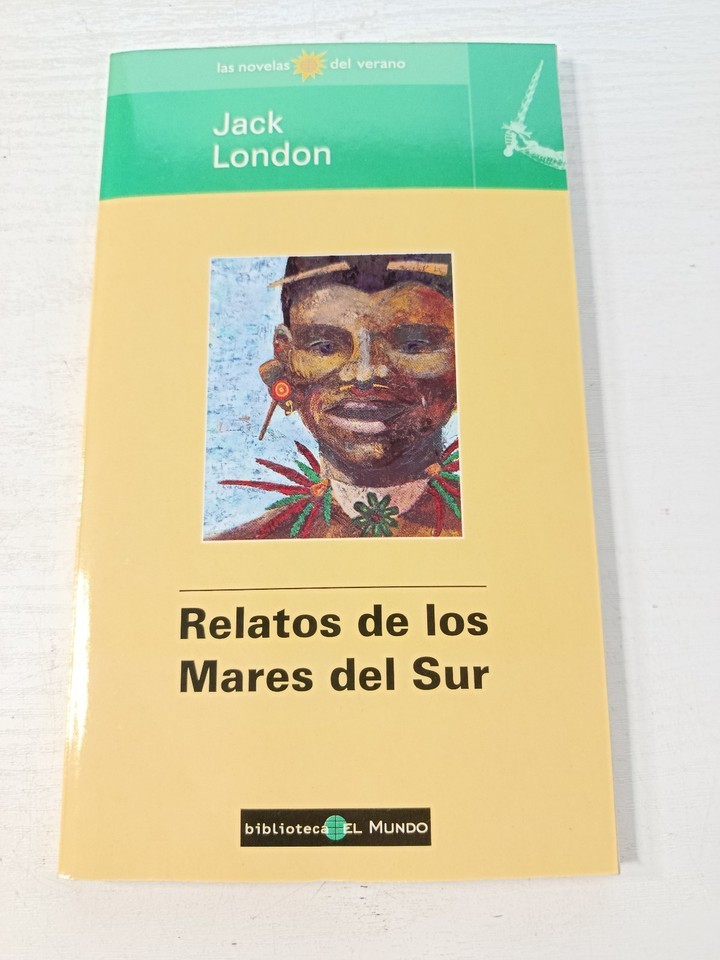 las novelas del verano
Jack
London
Relatos de los
Mares del Sur
biblioteca EL MUNDO